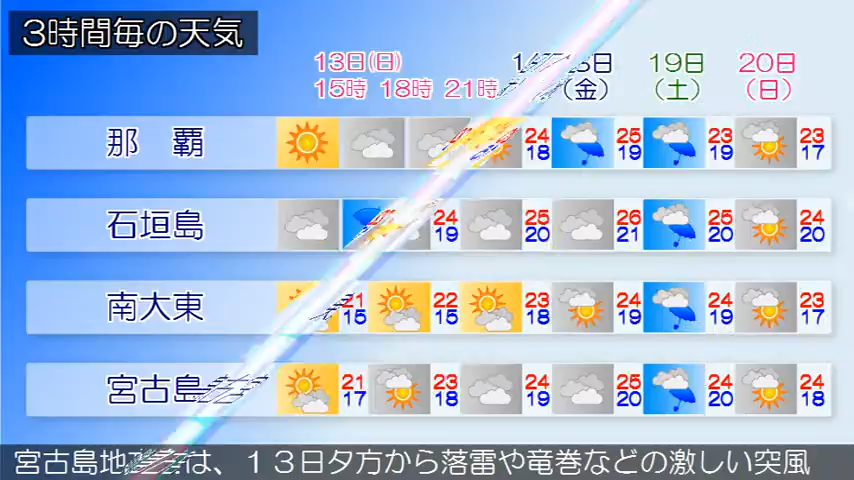 3時間毎の天気
13日(日) 18日 19日 20日
15時 18時 21時 (金) (土) (日)
那覇 24 25 23 23
18 19 19 17
石垣島 24 25 26 25 24
19 20 21 20 20
南大東 21 22 23 24 24 23
15 15 18 19 19 17
宮古島 21 23 24 25 24 24
17 18 19 20 20 18
宮古島地は、13日夕方から落雷や竜巻などの激しい突風